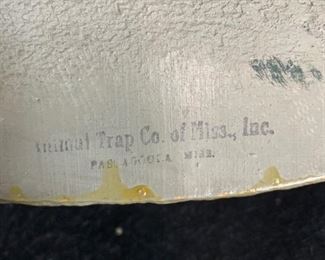 Animal Trap Co. of Miss., Inc.
PASCAGOULA MISS.